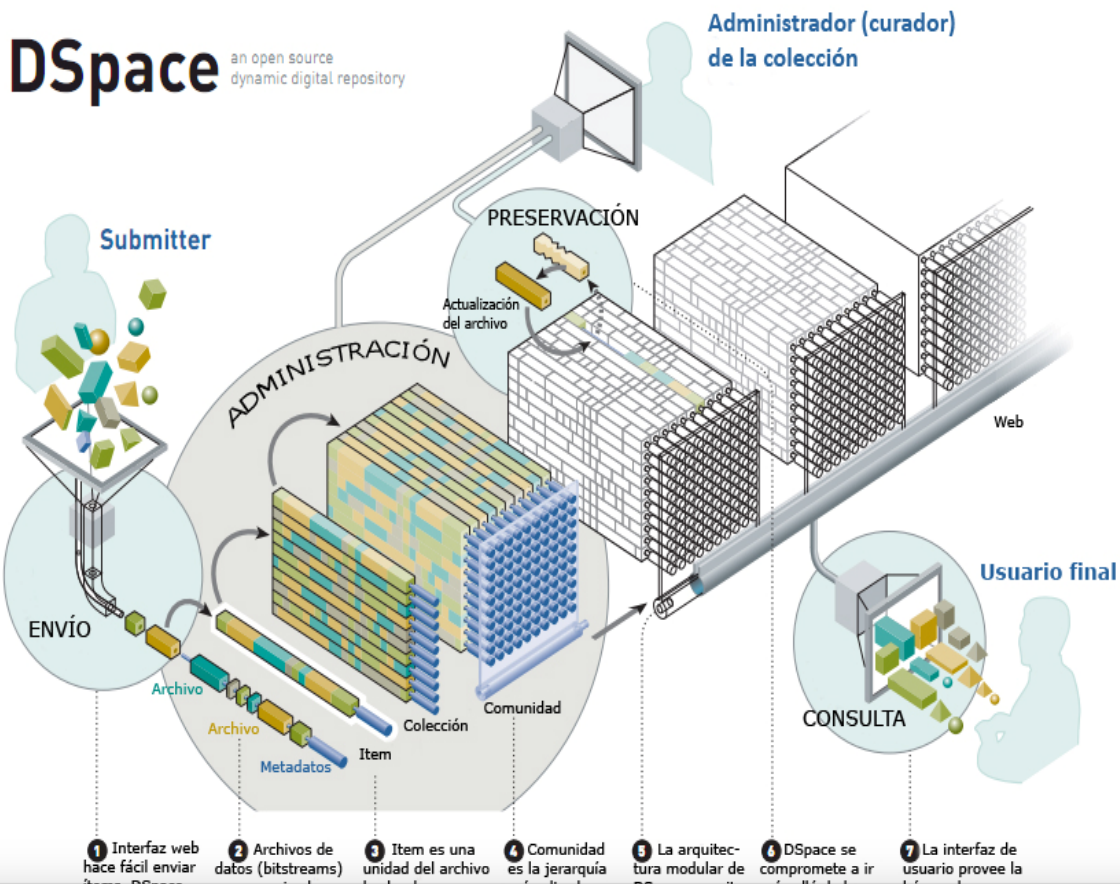 DSpace
an open source
dynamic digital repository
Administrador (curador)
de la colección
Submitter
PRESERVACIÓN
Actualización
del archivo
ADMINISTRACIÓN
Web
Usuario final
ENVÍO
Archivo
Archivo
Metadatos
Item
Colección
Comunidad
CONSULTA
1 Interfaz web
hace fácil enviar
2 Archivos de
datos (bitstreams)
3 Item es una
unidad del archivo
4 Comunidad
es la jerarquía
5 La arquitec-
tura modular de
6 DSpace se
compromete a ir
7 La interfaz de
usuario provee la